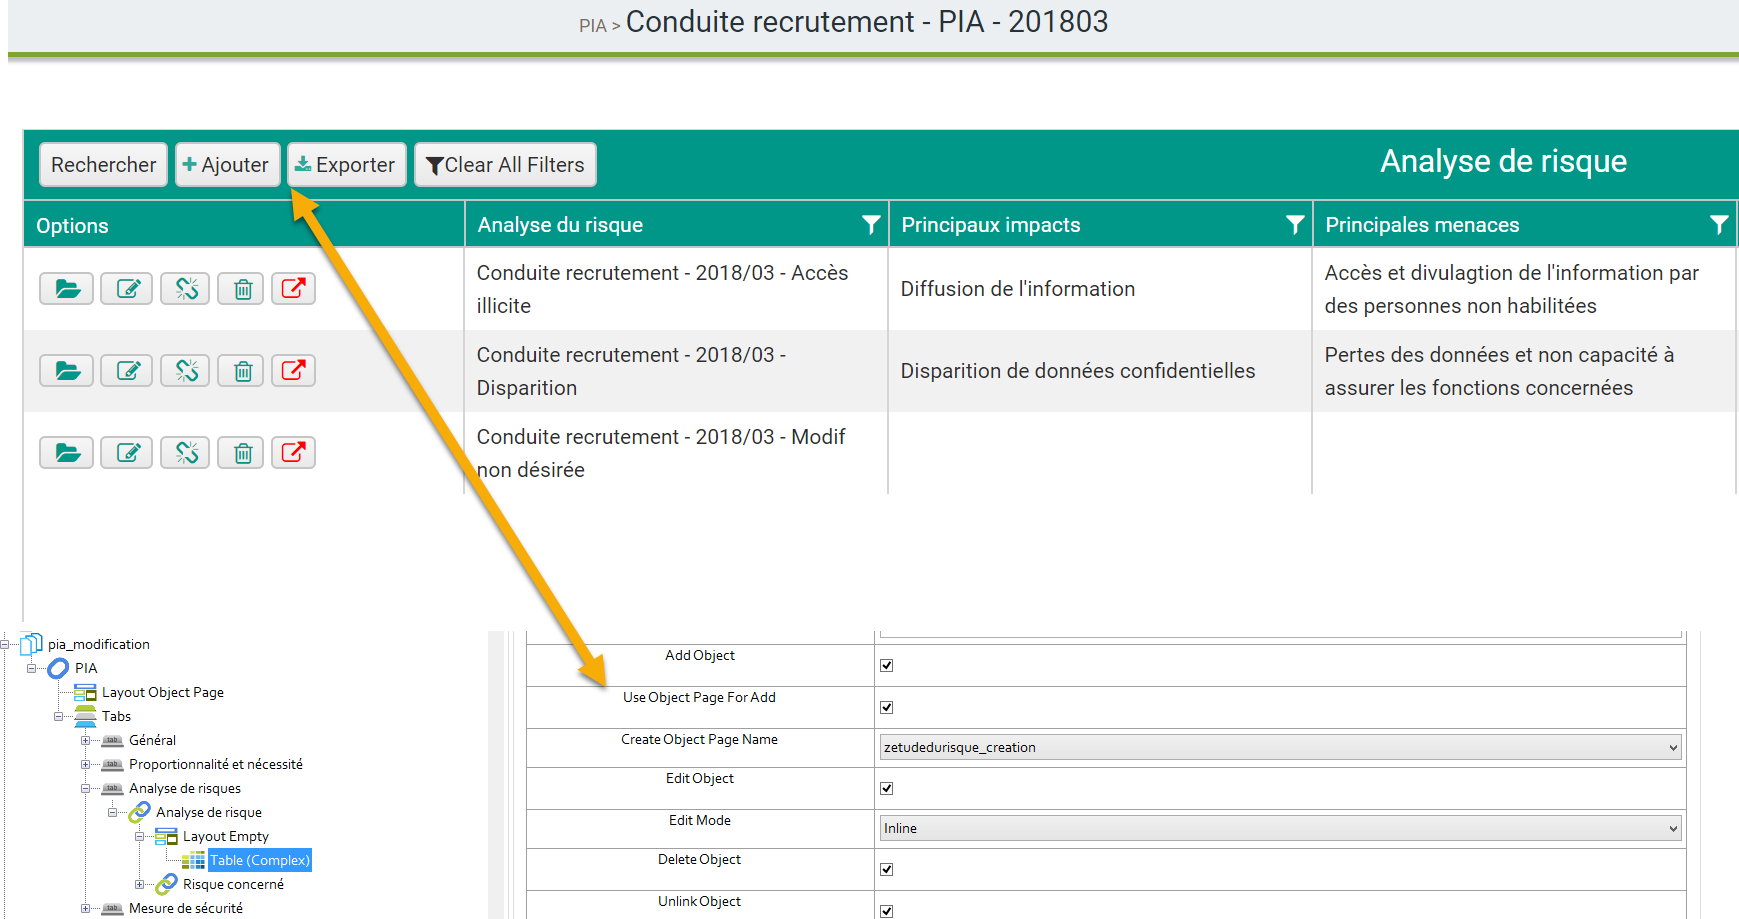 PIA > Conduite recrutement - PIA - 201803
Rechercher Ajouter Exporter Clear All Filters Analyse de risque
Options Analyse du risque Principaux impacts Principales menaces
Conduite recrutement - 2018/03 - Accès
illicite
Diffusion de l'information
Accès et divulagtion de l'information par
des personnes non habilitées
Conduite recrutement - 2018/03 -
Disparition
Disparition de données confidentielles
Pertes des données et non capacité à
assurer les fonctions concernées
Conduite recrutement - 2018/03 - Modif
non désirée
pia_modification
PIA
Layout Object Page
Tabs
tab Général
tab Proportionnalité et nécessité
tab Analyse de risques
Analyse de risque
Layout Empty
Table (Complex)
Risque concerné
tab Mesure de sécurité
Add Object
Use Object Page For Add
Create Object Page Name zetudedurisque_creation
Edit Object
Edit Mode Inline
Delete Object
Unlink Object